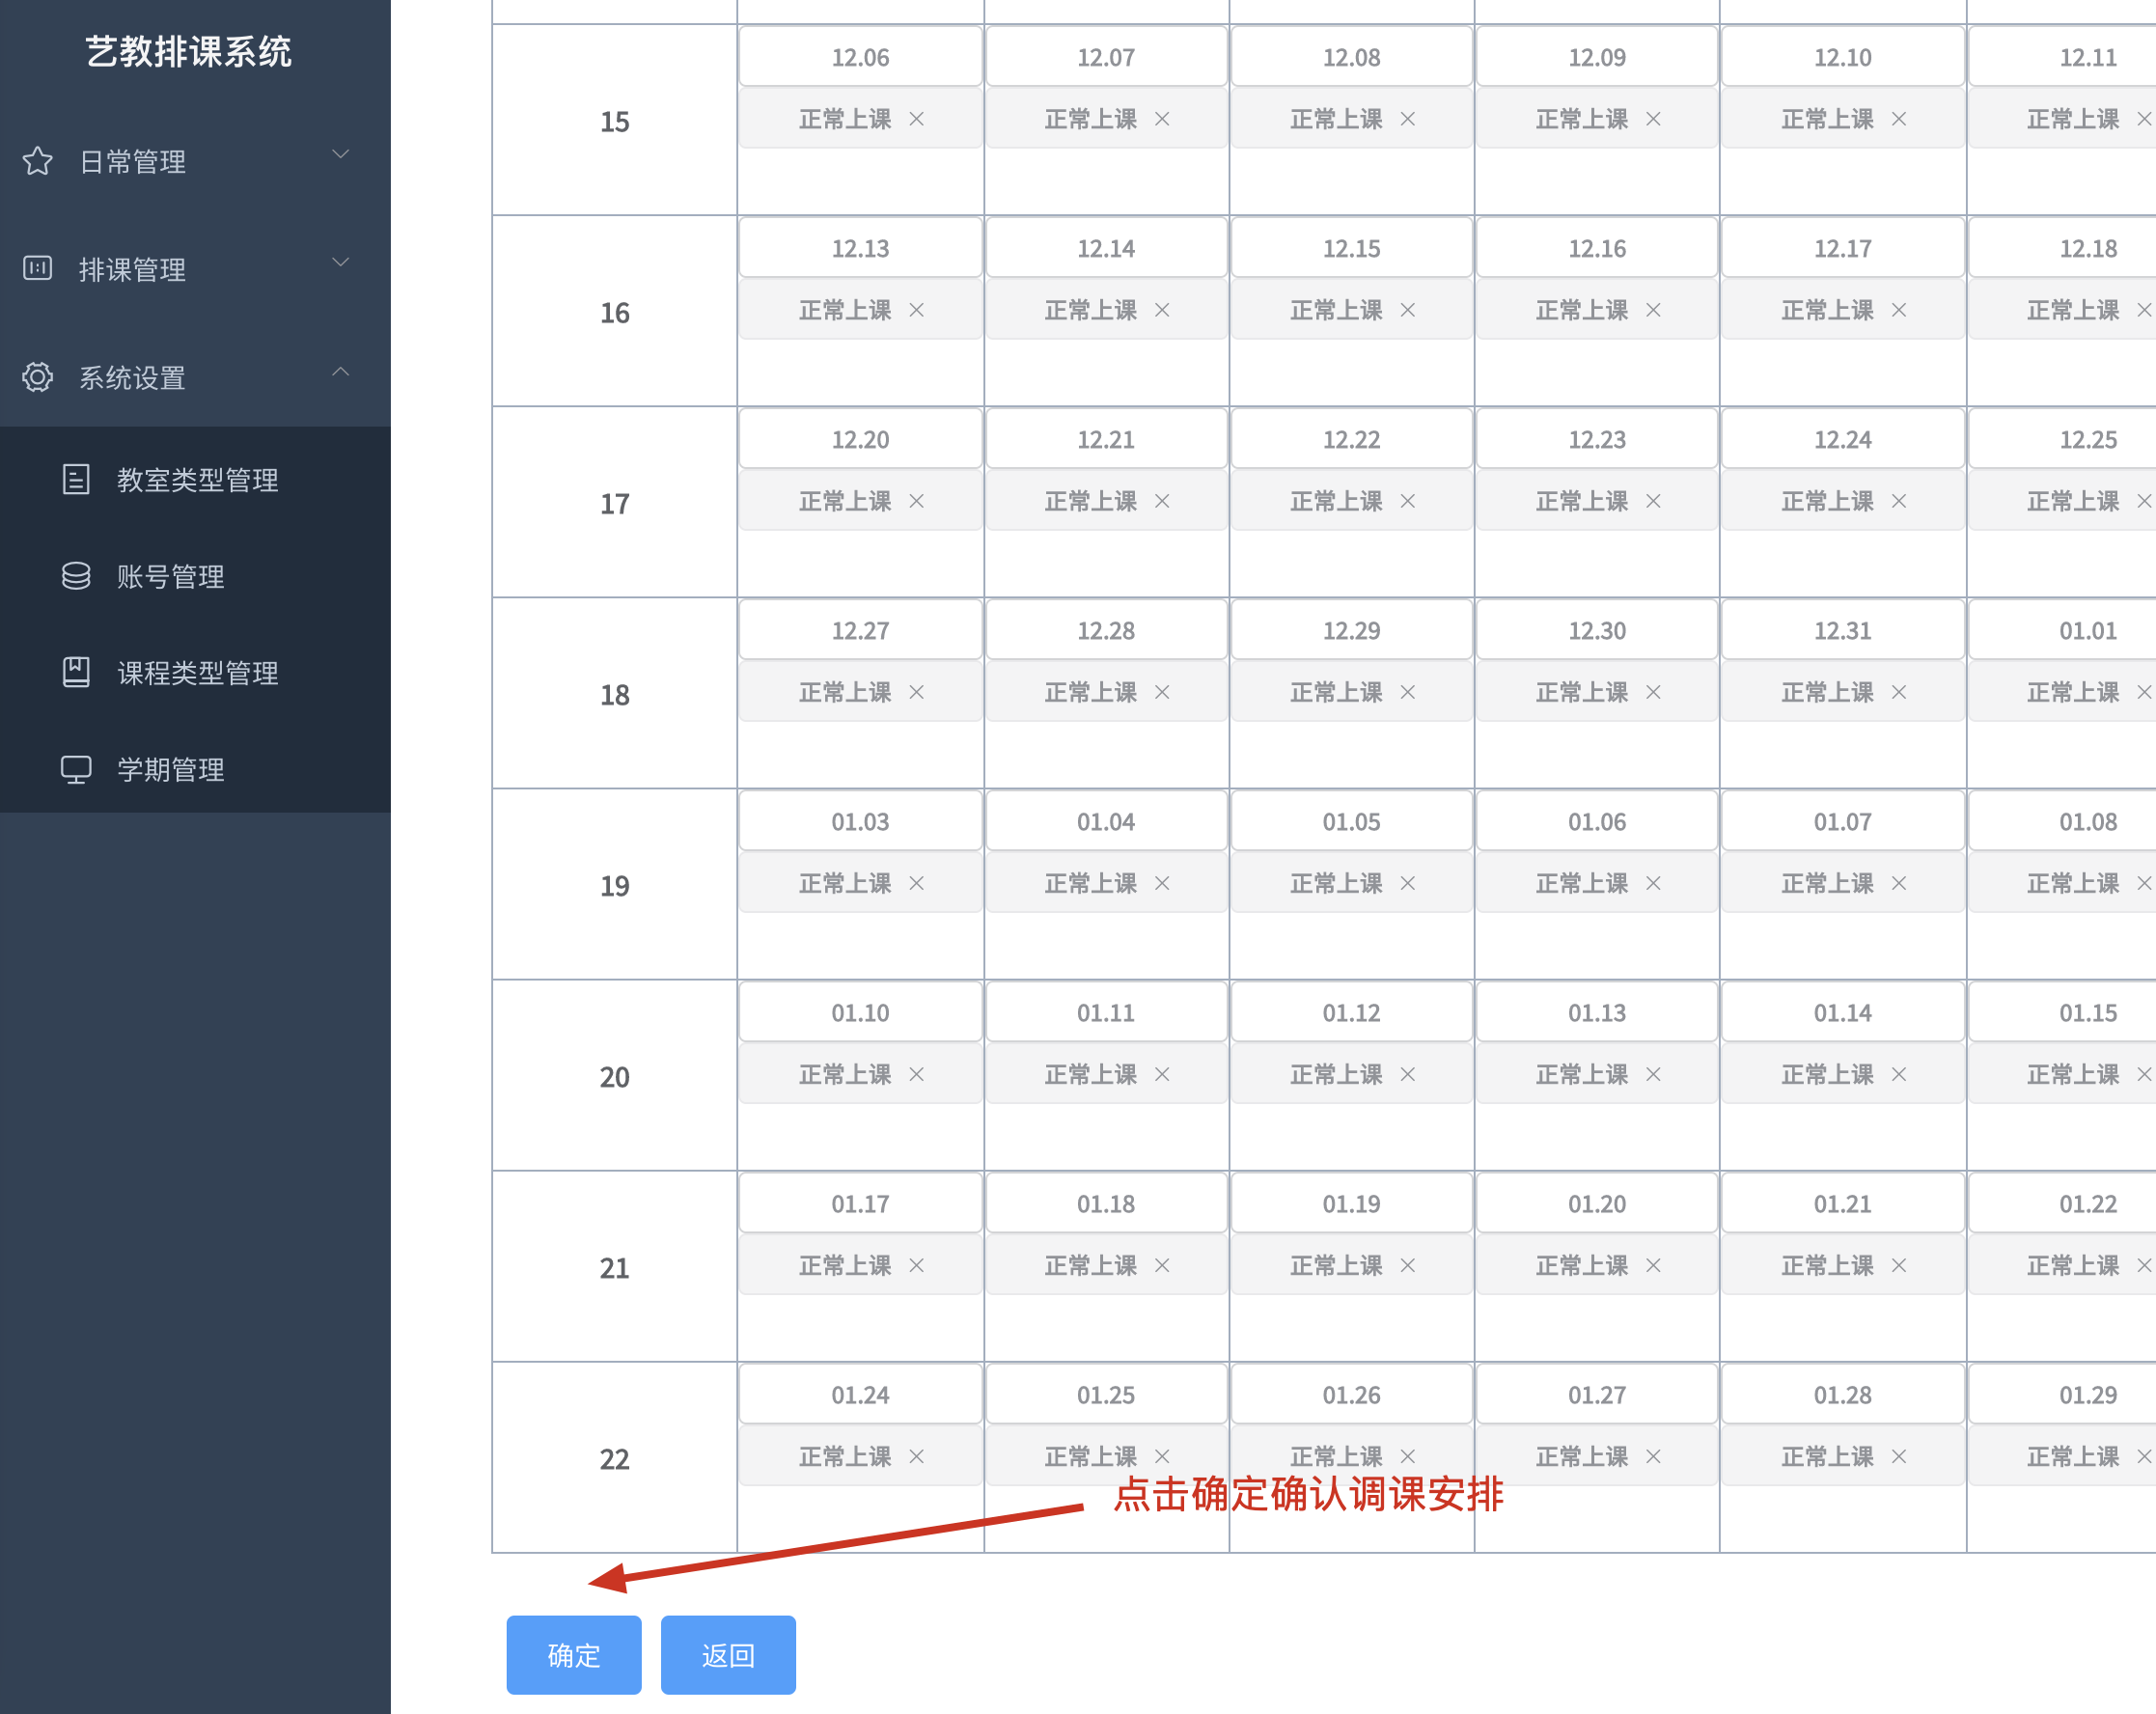 艺教排课系统
日常管理
排课管理
系统设置
教室类型管理
账号管理
课程类型管理
学期管理
12.06 12.07 12.08 12.09 12.10 12.11
15
正常上课 × 正常上课 × 正常上课 × 正常上课 × 正常上课 × 正常上课 ×
12.13 12.14 12.15 12.16 12.17 12.18
16
正常上课 × 正常上课 × 正常上课 × 正常上课 × 正常上课 × 正常上课 ×
12.20 12.21 12.22 12.23 12.24 12.25
17
正常上课 × 正常上课 × 正常上课 × 正常上课 × 正常上课 × 正常上课 ×
12.27 12.28 12.29 12.30 12.31 01.01
18
正常上课 × 正常上课 × 正常上课 × 正常上课 × 正常上课 × 正常上课 ×
01.03 01.04 01.05 01.06 01.07 01.08
19
正常上课 × 正常上课 × 正常上课 × 正常上课 × 正常上课 × 正常上课 ×
01.10 01.11 01.12 01.13 01.14 01.15
20
正常上课 × 正常上课 × 正常上课 × 正常上课 × 正常上课 × 正常上课 ×
01.17 01.18 01.19 01.20 01.21 01.22
21
正常上课 × 正常上课 × 正常上课 × 正常上课 × 正常上课 × 正常上课 ×
01.24 01.25 01.26 01.27 01.28 01.29
22
正常上课 × 正常上课 × 正常上课 × 正常上课 × 正常上课 × 正常上课 ×
点击确定确认调课安排
确定 返回